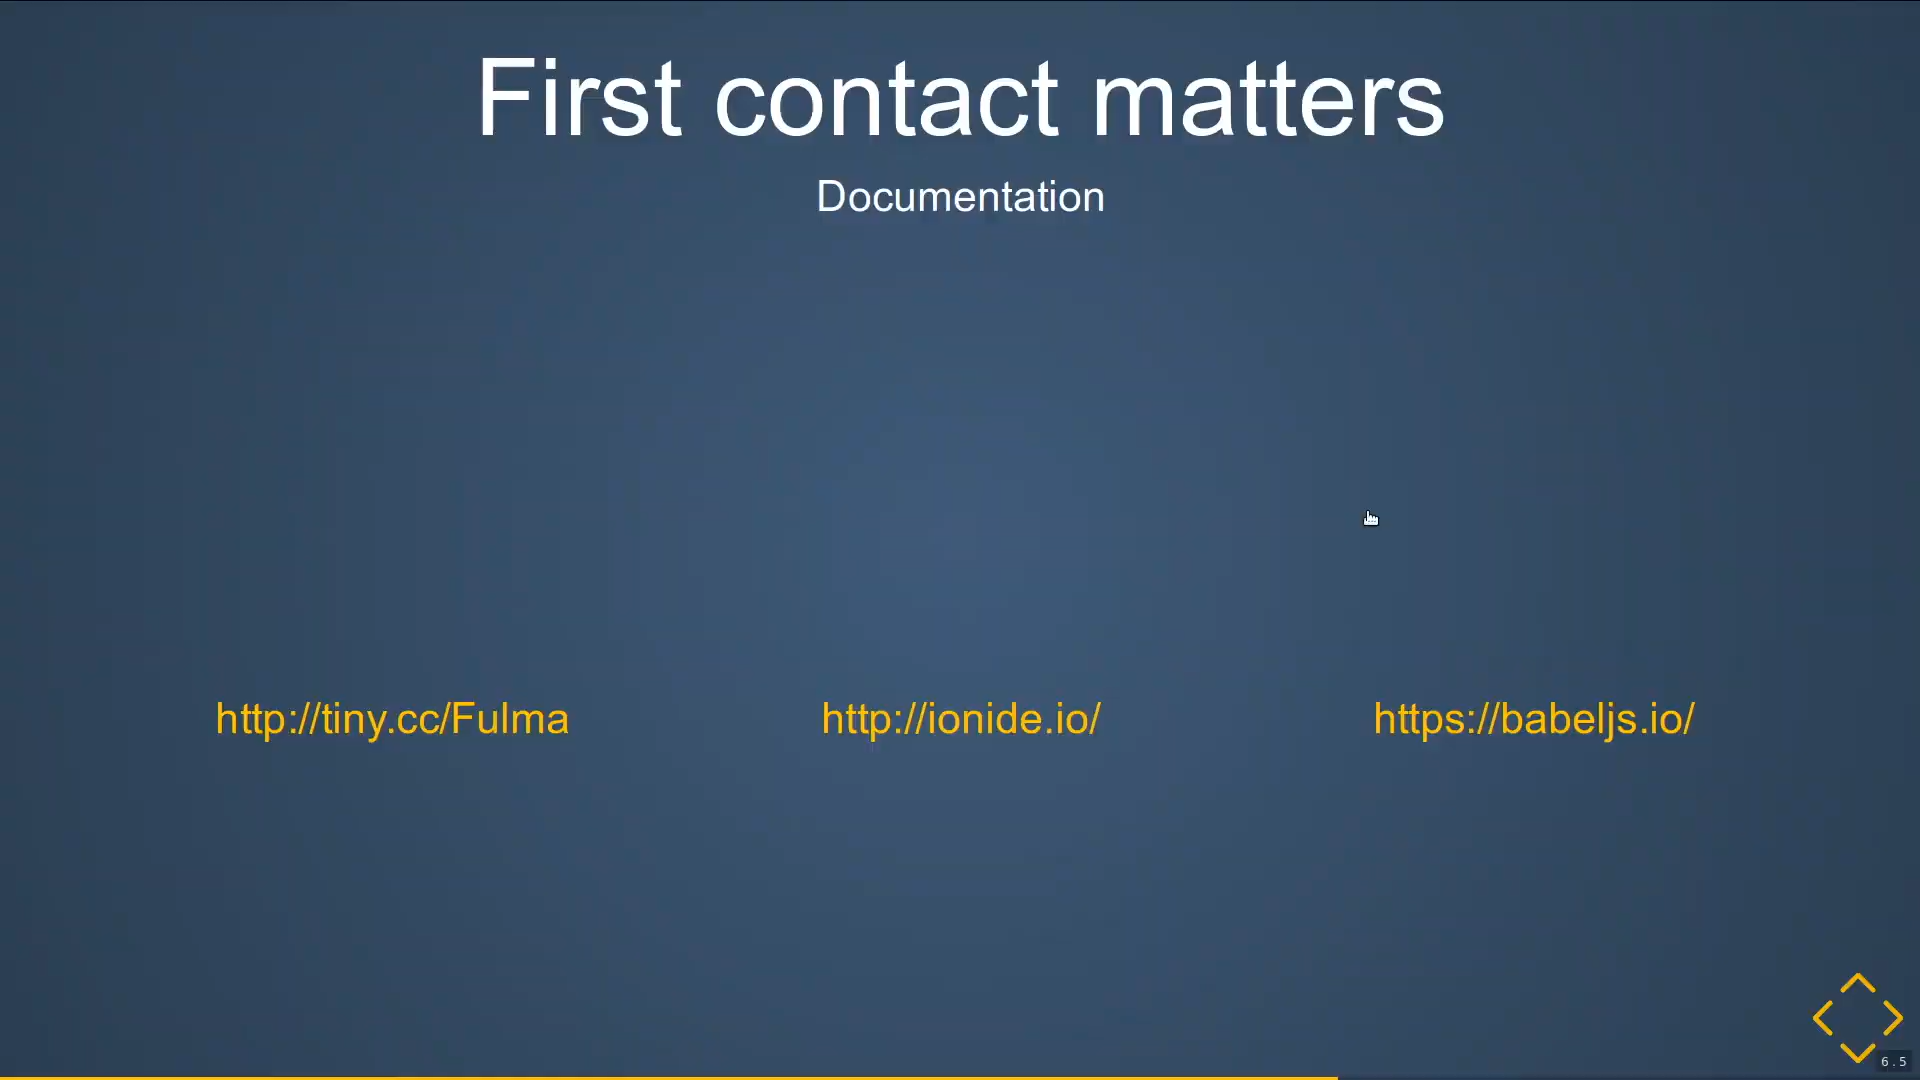 First contact matters
Documentation
http://tiny.cc/Fulma
http://ionide.io/
https://babeljs.io/
6.5